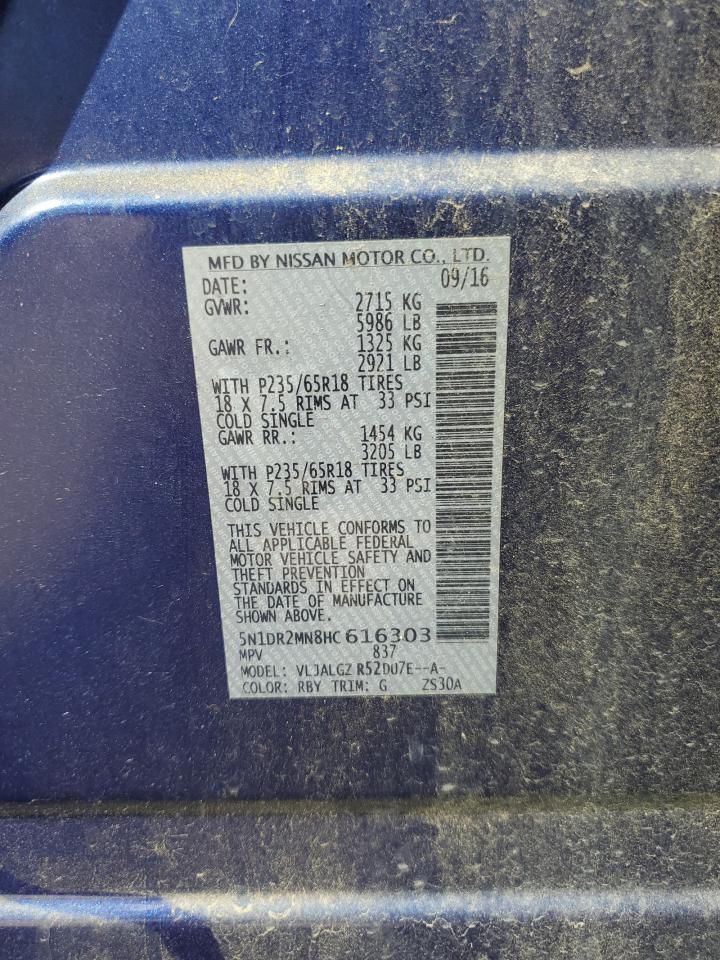 MFD BY NISSAN MOTOR CO., LTD.
DATE: 09/16
GVWR: 2715 KG
5986 LB
GAWR FR.: 1325 KG
2921 LB
WITH P235/65R18 TIRES
18 X 7.5 RIMS AT 33 PSI
COLD SINGLE
GAWR RR.: 1454 KG
3205 LB
WITH P235/65R18 TIRES
18 X 7.5 RIMS AT 33 PSI
COLD SINGLE
THIS VEHICLE CONFORMS TO
ALL APPLICABLE FEDERAL
MOTOR VEHICLE SAFETY AND
THEFT PREVENTION
STANDARDS IN EFFECT ON
THE DATE OF MANUFACTURE
SHOWN ABOVE.
5N1DR2MN8HC616303
MPV 837
MODEL: VLJALGZ R52DU7E--A-
COLOR: RBY TRIM: G ZS30A